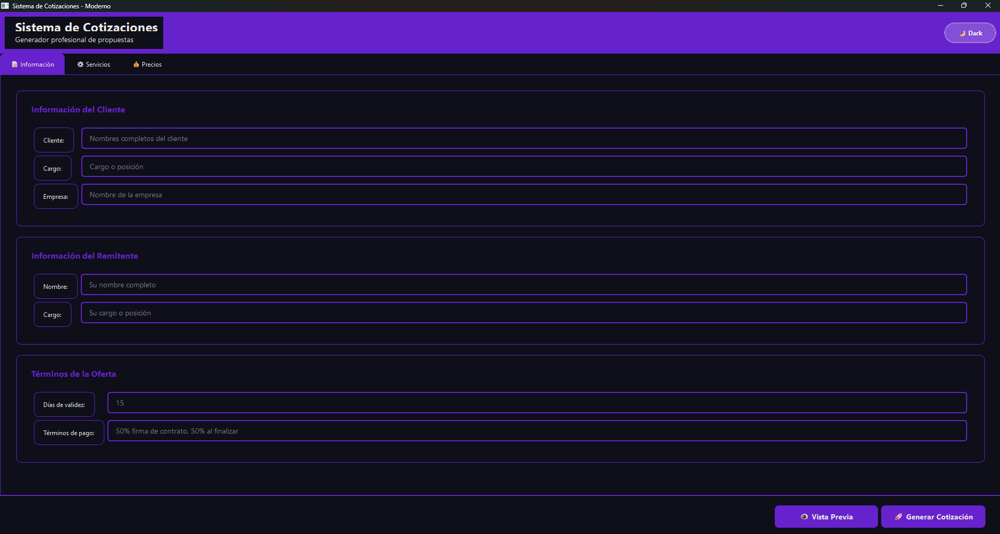 Sistema de Cotizaciones - Moderno
Sistema de Cotizaciones
Generador profesional de propuestas
🌙 Dark
📝 Información
⚙️ Servicios
💰 Precios
Información del Cliente
Cliente: Nombres completos del cliente
Cargo: Cargo o posición
Empresa: Nombre de la empresa
Información del Remitente
Nombre: Su nombre completo
Cargo: Su cargo o posición
Términos de la Oferta
Días de validez: 15
Términos de pago: 50% firma de contrato, 50% al finalizar
👁️ Vista Previa
🚀 Generar Cotización